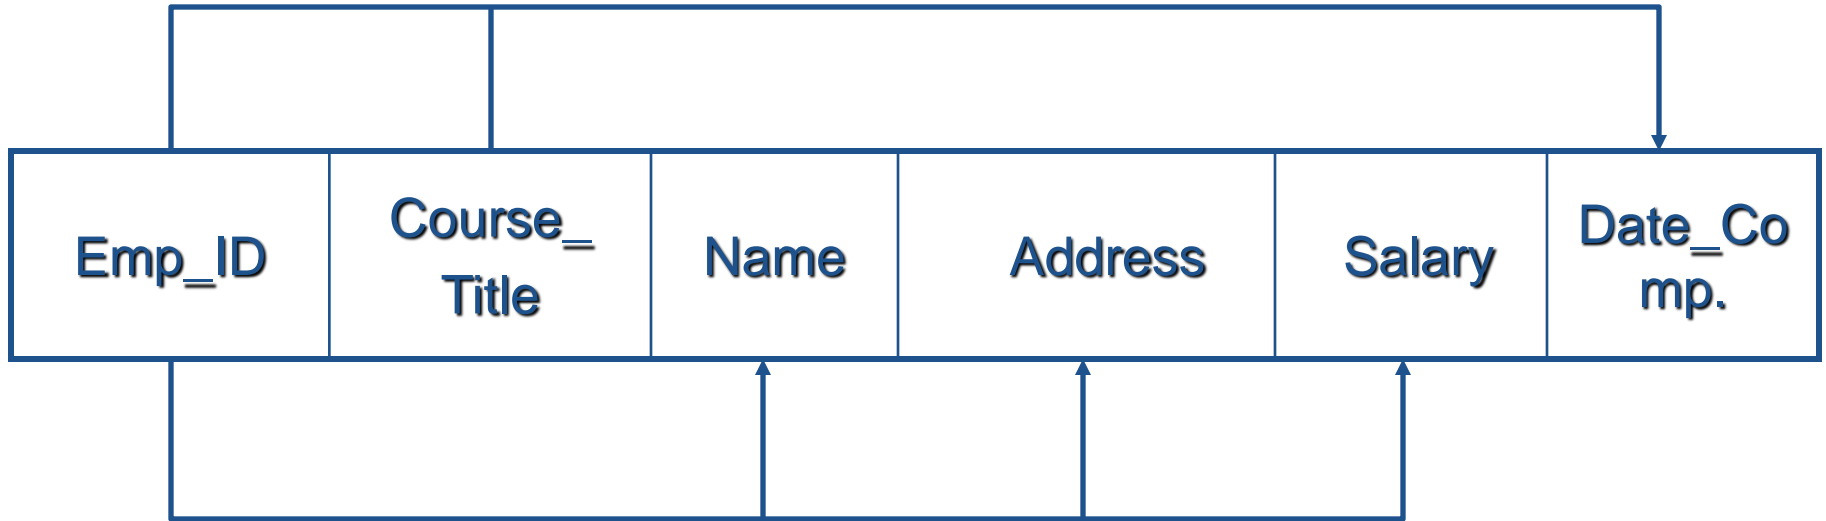 Emp_ID
Course_
Title
Name
Address
Salary
Date_Co
mp.